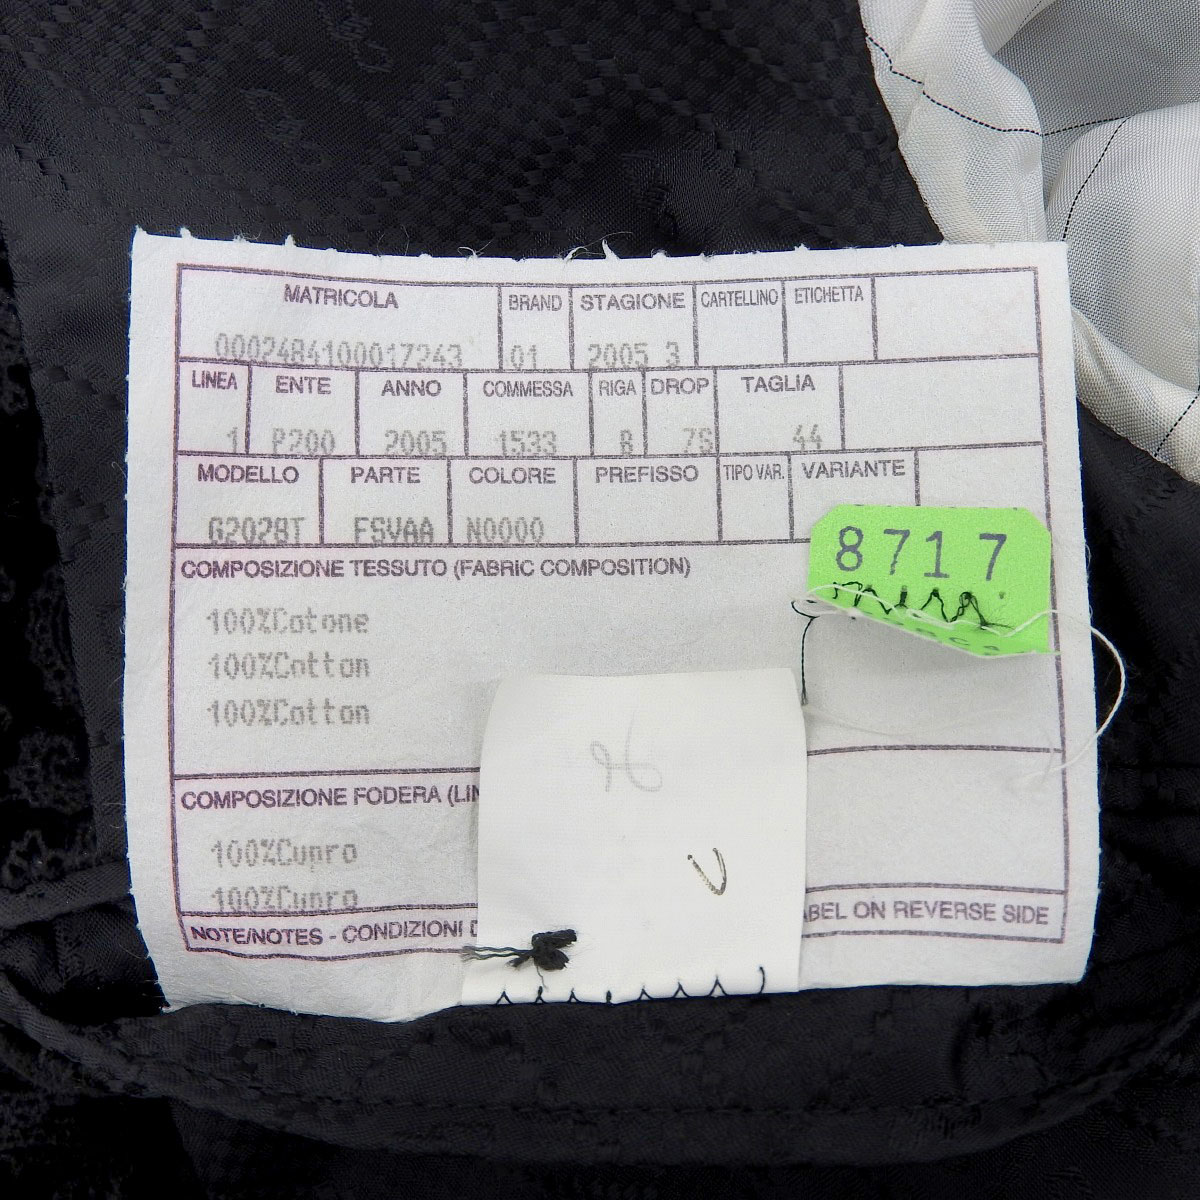 MATRICOLA BRAND STAGIONE CARTELLINO ETICHETTA
0002484100017243 01 2005 3
LINEA ENTE ANNO COMMESSA RIGA DROP TAGLIA
1 P200 2005 1533 8 7S 44
MODELLO PARTE COLORE PREFISSO TIPO VAR. VARIANTE
G2028T FSVAA N0000
8717
COMPOSIZIONE TESSUTO (FABRIC COMPOSITION)
100%Cotone
100%Cotton
100%Cotton
96
COMPOSIZIONE FODERA (LIN
100%Cupro
100%Cupro
NOTE/NOTES - CONDIZIONI D ABEL ON REVERSE SIDE